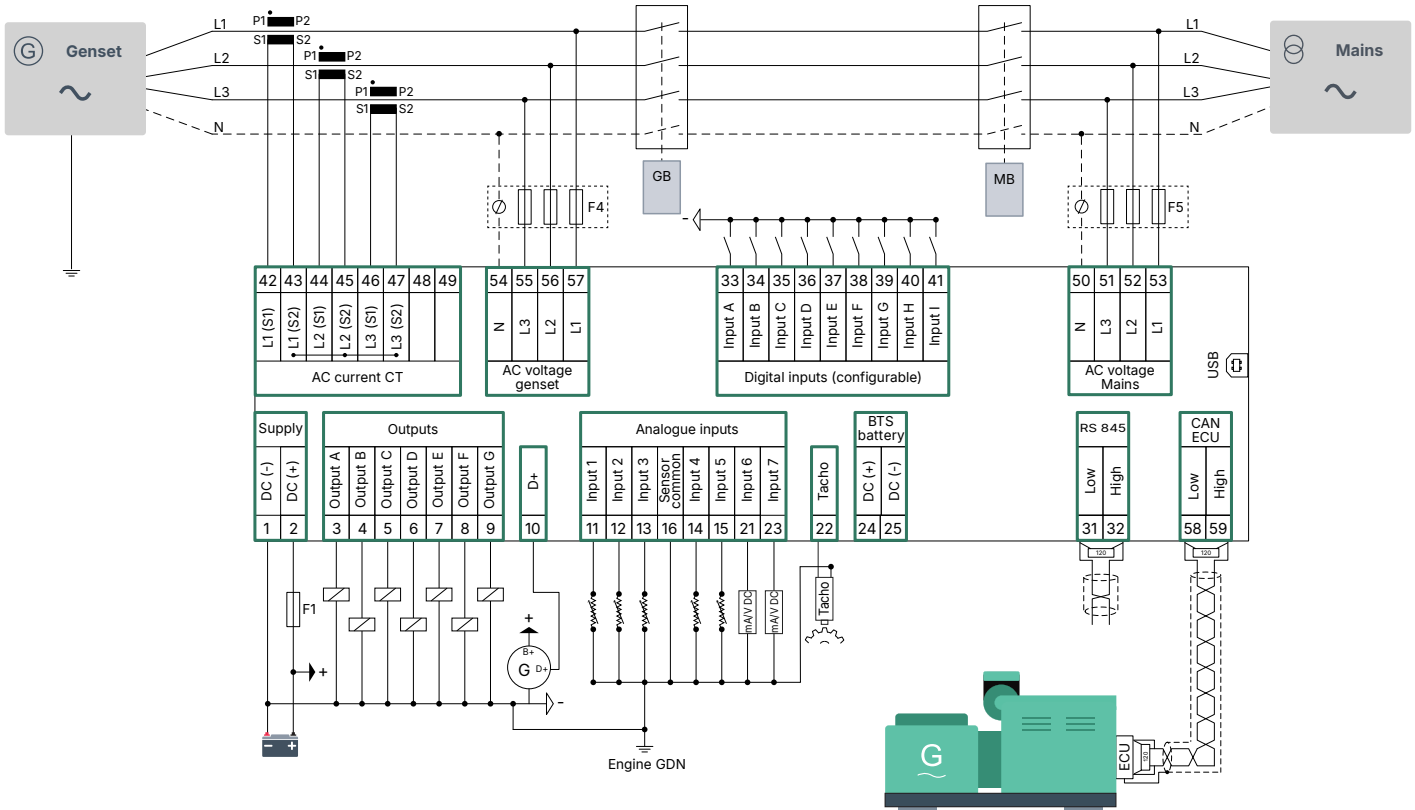 G Genset
L1
L2
L3
N
P1 P2
S1 S2
P1 P2
S1 S2
P1 P2
S1 S2
L1
L2
L3
N
Mains
GB
MB
F4
F5
-
42 43 44 45 46 47 48 49
L1 (S1)
L1 (S2)
L2 (S1)
L2 (S2)
L3 (S1)
L3 (S2)
AC current CT
54 55 56 57
N
L3
L2
L1
AC voltage
genset
33 34 35 36 37 38 39 40 41
Input A
Input B
Input C
Input D
Input E
Input F
Input G
Input H
Input I
Digital inputs (configurable)
50 51 52 53
N
L3
L2
L1
AC voltage
Mains
USB
Supply
DC (-)
DC (+)
1 2
Outputs
Output A
Output B
Output C
Output D
Output E
Output F
Output G
3 4 5 6 7 8 9
D+
10
Analogue inputs
Input 1
Input 2
Input 3
Sensor
common
Input 4
Input 5
Input 6
Input 7
11 12 13 16 14 15 21 23
Tacho
22
BTS
battery
DC (+)
DC (-)
24 25
RS 845
Low
High
31 32
CAN
ECU
Low
High
58 59
120
120
F1
+
- +
+
B+
G D+
-
mA/V DC
mA/V DC
Tacho
Engine GDN
G
ECU
120